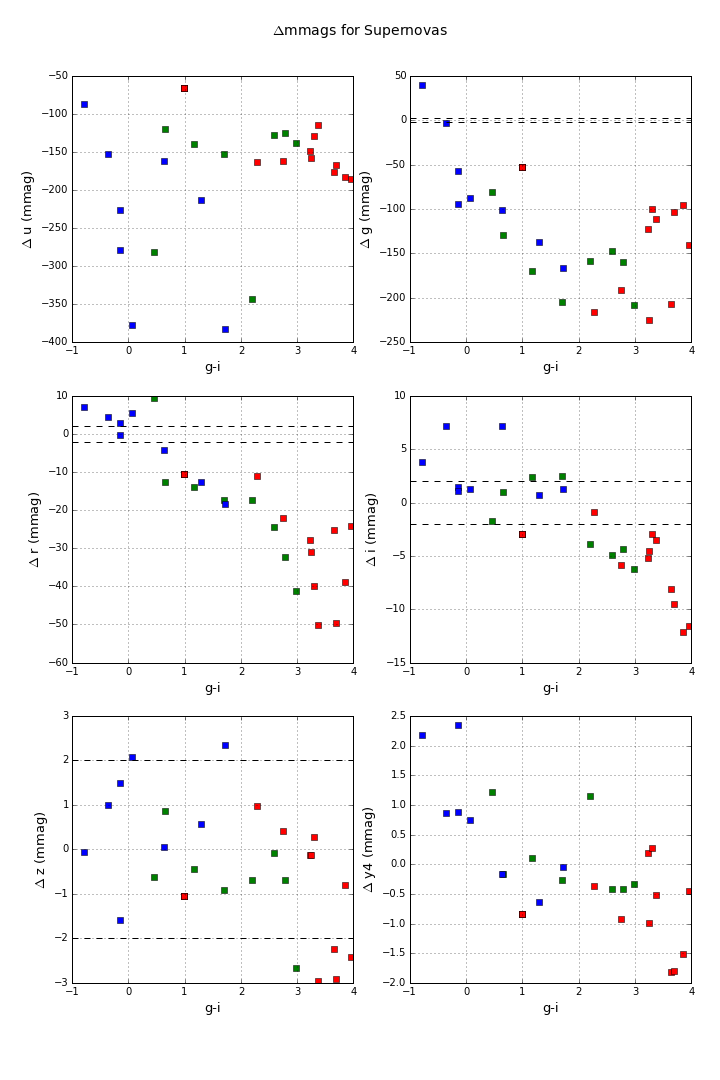 Δmmags for Supernovas
−50
−100
−150
−200
−250
−300
−350
−400
Δ u (mmag)
−1 0 1 2 3 4
g-i
50
0
−50
−100
−150
−200
−250
Δ g (mmag)
−1 0 1 2 3 4
g-i
10
0
−10
−20
−30
−40
−50
−60
Δ r (mmag)
−1 0 1 2 3 4
g-i
10
5
0
−5
−10
−15
Δ i (mmag)
−1 0 1 2 3 4
g-i
3
2
1
0
−1
−2
−3
Δ z (mmag)
−1 0 1 2 3 4
g-i
2.5
2.0
1.5
1.0
0.5
0.0
−0.5
−1.0
−1.5
−2.0
Δ y4 (mmag)
−1 0 1 2 3 4
g-i